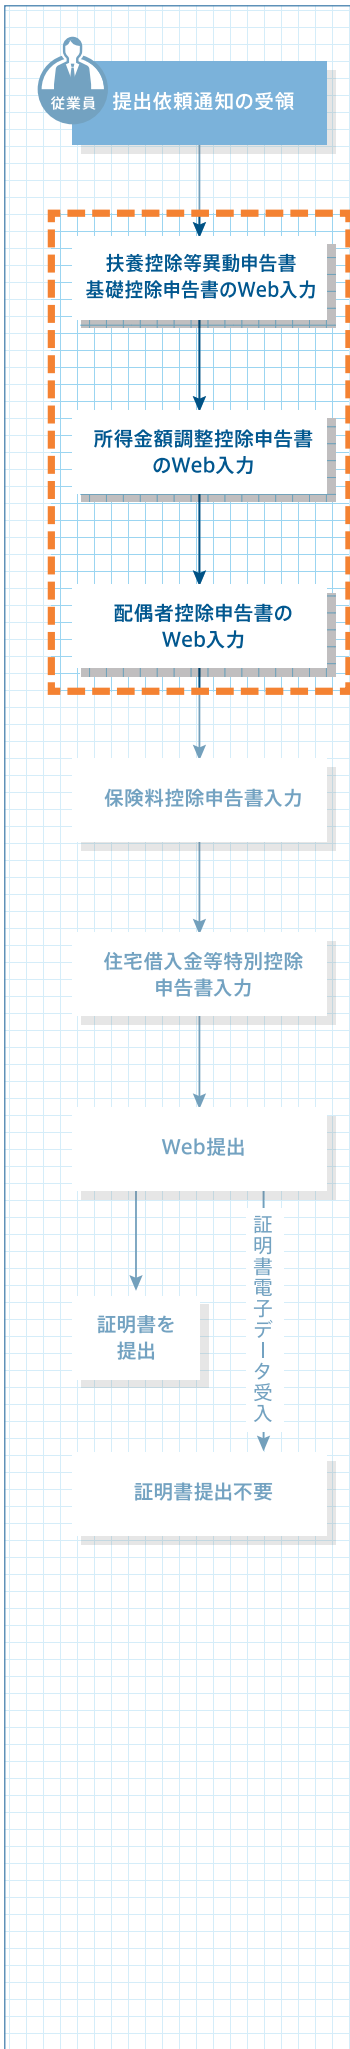 従業員
提出依頼通知の受領
扶養控除等異動申告書
基礎控除申告書のWeb入力
所得金額調整控除申告書
のWeb入力
配偶者控除申告書の
Web入力
保険料控除申告書入力
住宅借入金等特別控除
申告書入力
Web提出
証明書電子データ受入
証明書を
提出
証明書提出不要